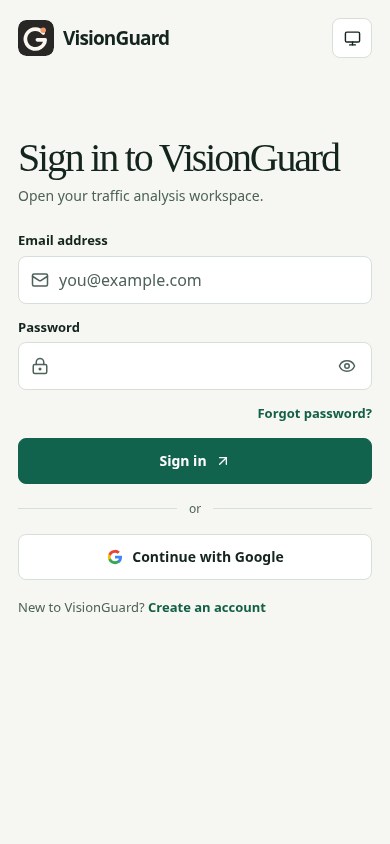 VisionGuard
Sign in to VisionGuard
Open your traffic analysis workspace.
Email address
you@example.com
Password
Forgot password?
Sign in
or
Continue with Google
New to VisionGuard? Create an account